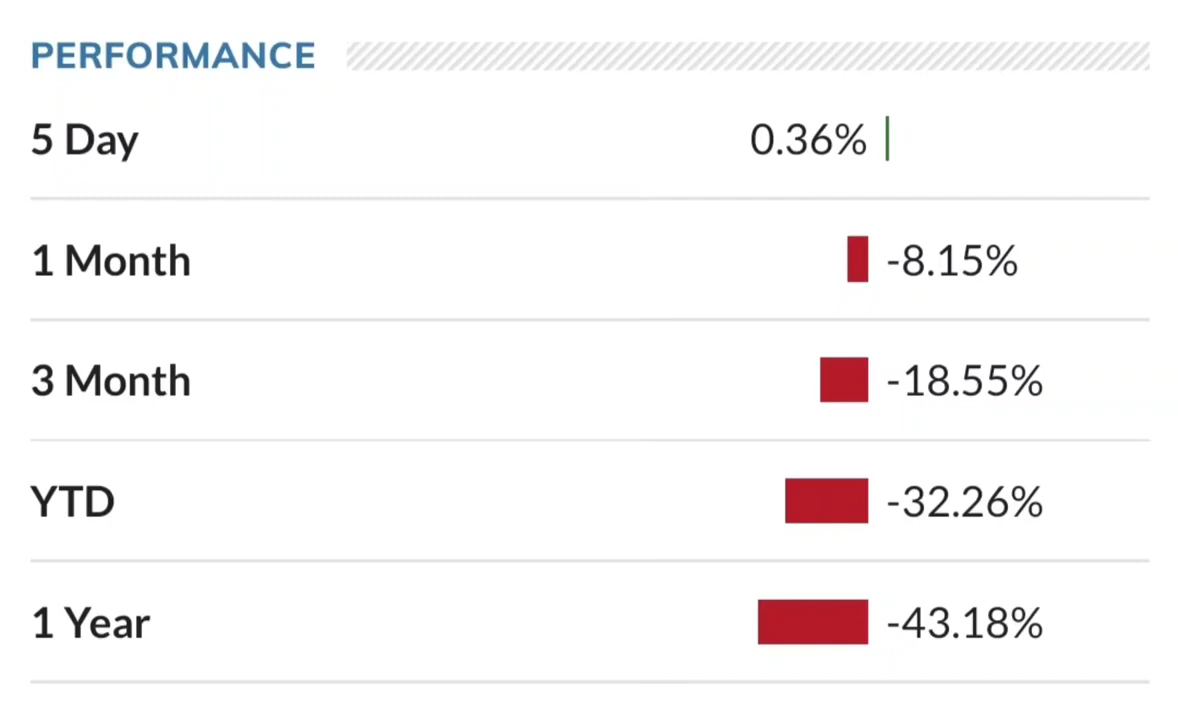 PERFORMANCE
5 Day 0.36%
1 Month -8.15%
3 Month -18.55%
YTD -32.26%
1 Year -43.18%